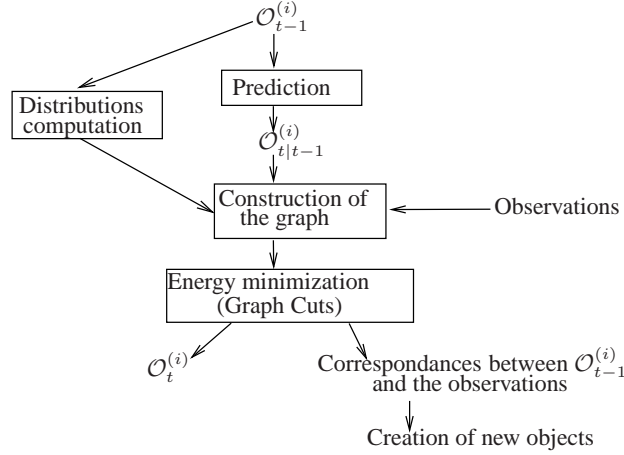 𝒪_{t-1}^{(i)}
Prediction
Distributions
computation
𝒪_{t|t-1}^{(i)}
Construction of
the graph
Observations
Energy minimization
(Graph Cuts)
𝒪_t^{(i)}
Correspondances between 𝒪_{t-1}^{(i)}
and the observations
Creation of new objects